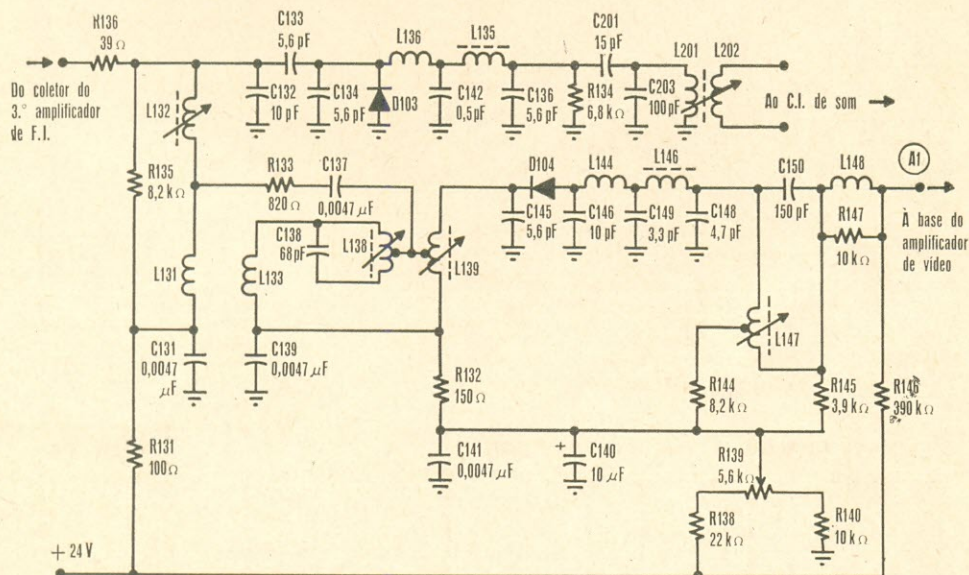 R136
39 Ω
Do coletor do
3.° amplificador
de F.I.
C133
5,6 pF
L136
L135
C201
15 pF
L201
L202
L132
C132
10 pF
C134
5,6 pF
D103
C142
0,5pF
C136
5,6 pF
R134
6,8 kΩ
C203
100 pF
Ao C.I. de som
R135
8,2 kΩ
R133
820 Ω
C137
0,0047 μF
C138
68 pF
L138
L139
L131
L133
D104
L144
L146
C150
150 pF
L148
A1
C145
5,6 pF
C146
10 pF
C149
3,3 pF
C148
4,7 pF
R147
10 kΩ
À base do
amplificador
de vídeo
L147
C131
0,0047
μF
C139
0,0047 μF
R132
150 Ω
R144
8,2 kΩ
R145
3,9 kΩ
R146
390 kΩ
R131
100 Ω
C141
0,0047 μF
+
C140
10 μF
R139
5,6 kΩ
R138
22 kΩ
R140
10 kΩ
+ 24 V